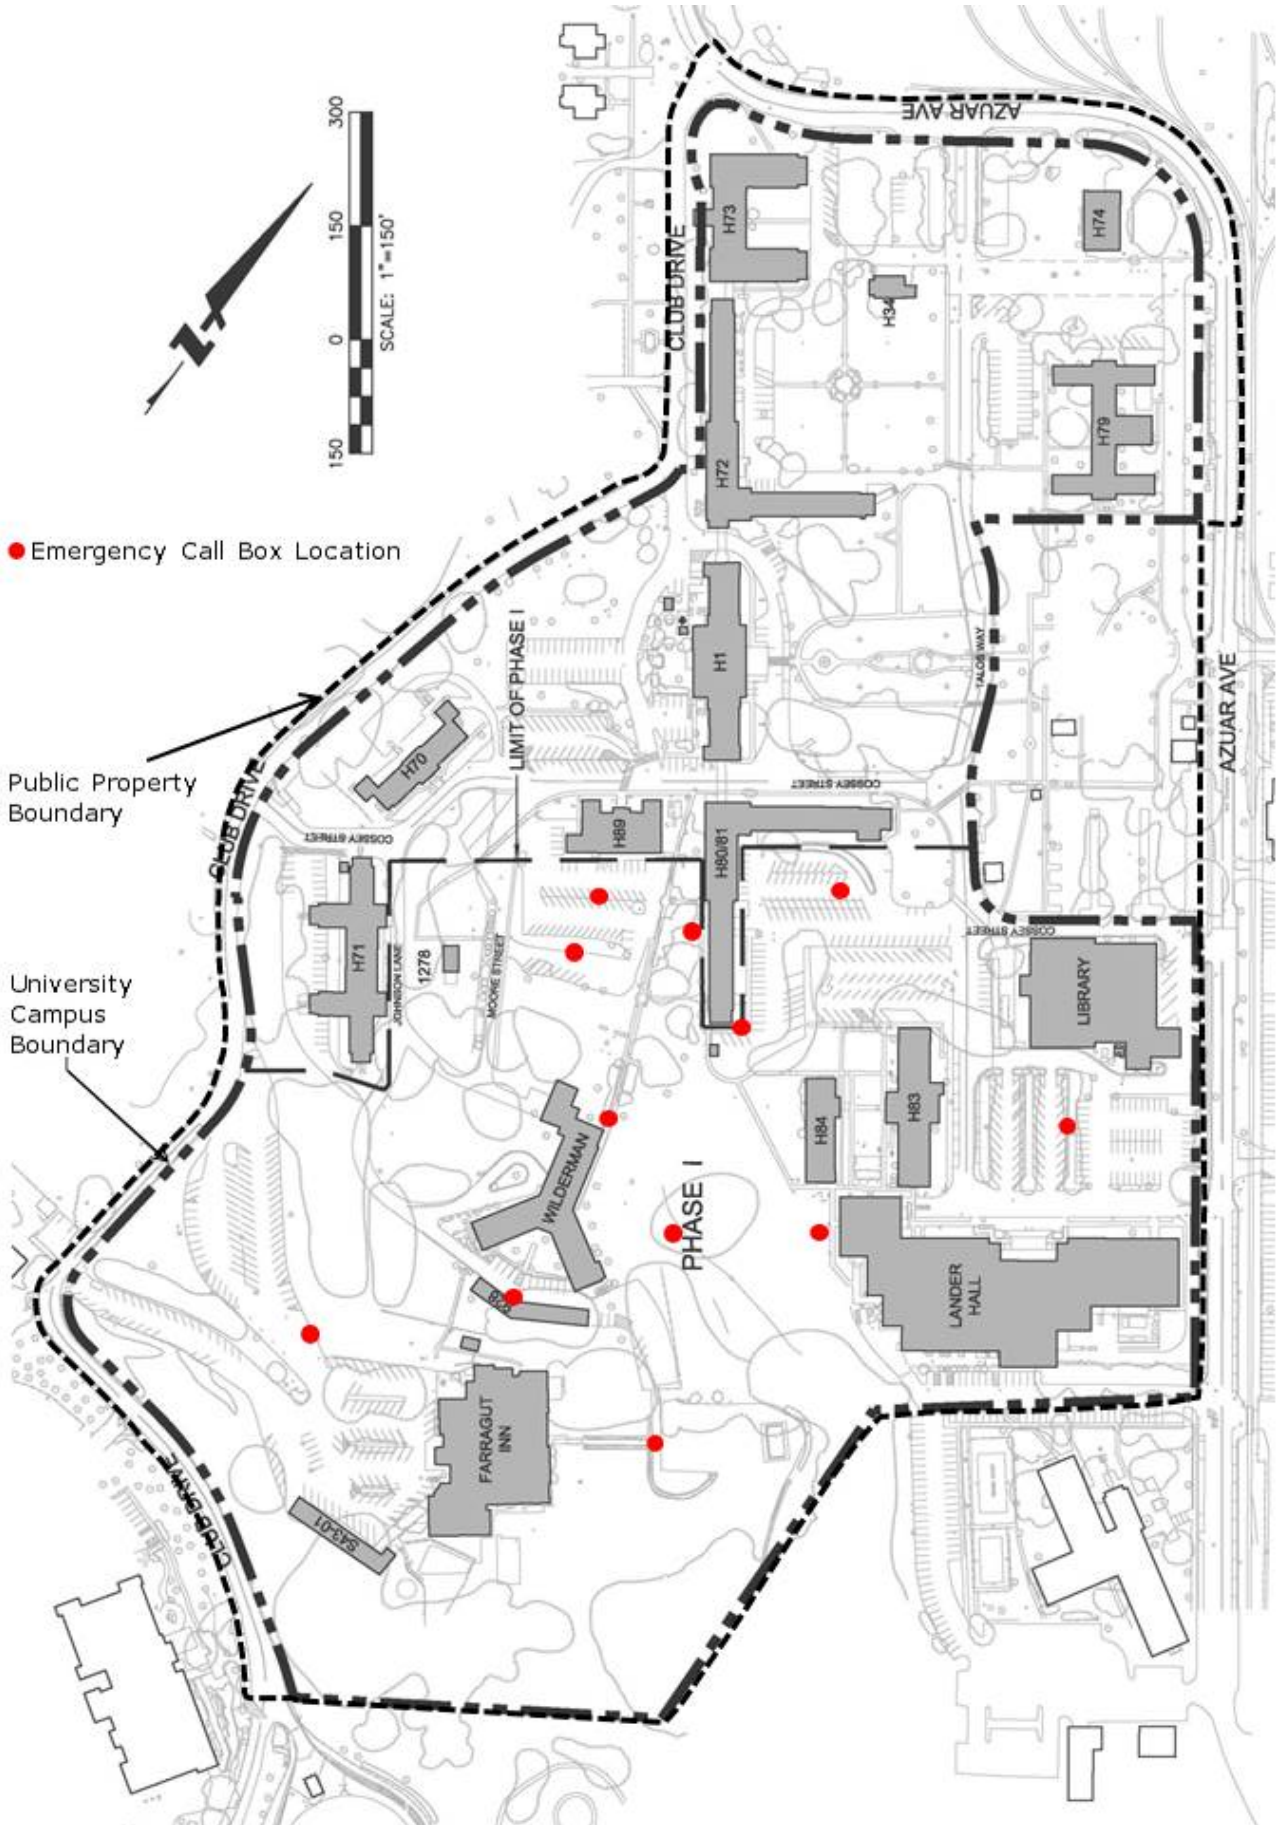 AZUAR AVE
300
150
0
150
SCALE: 1"=150'
N
CLUB DRIVE
H73
H74
H34
H79
H72
Emergency Call Box Location
LIMIT OF PHASE I
H1
TALOS WAY
AZUAR AVE
H70
Public Property
Boundary
CLUB DRIVE
COSSEY STREET
COSSEY STREET
H89
H80/81
H71
JOHNSON LANE
1278
MOORE STREET
COSSEY STREET
LIBRARY
University
Campus
Boundary
H84
H83
WILDERMAN
PHASE I
LANDER
HALL
FARRAGUT
INN
CLUB DRIVE
S43-01